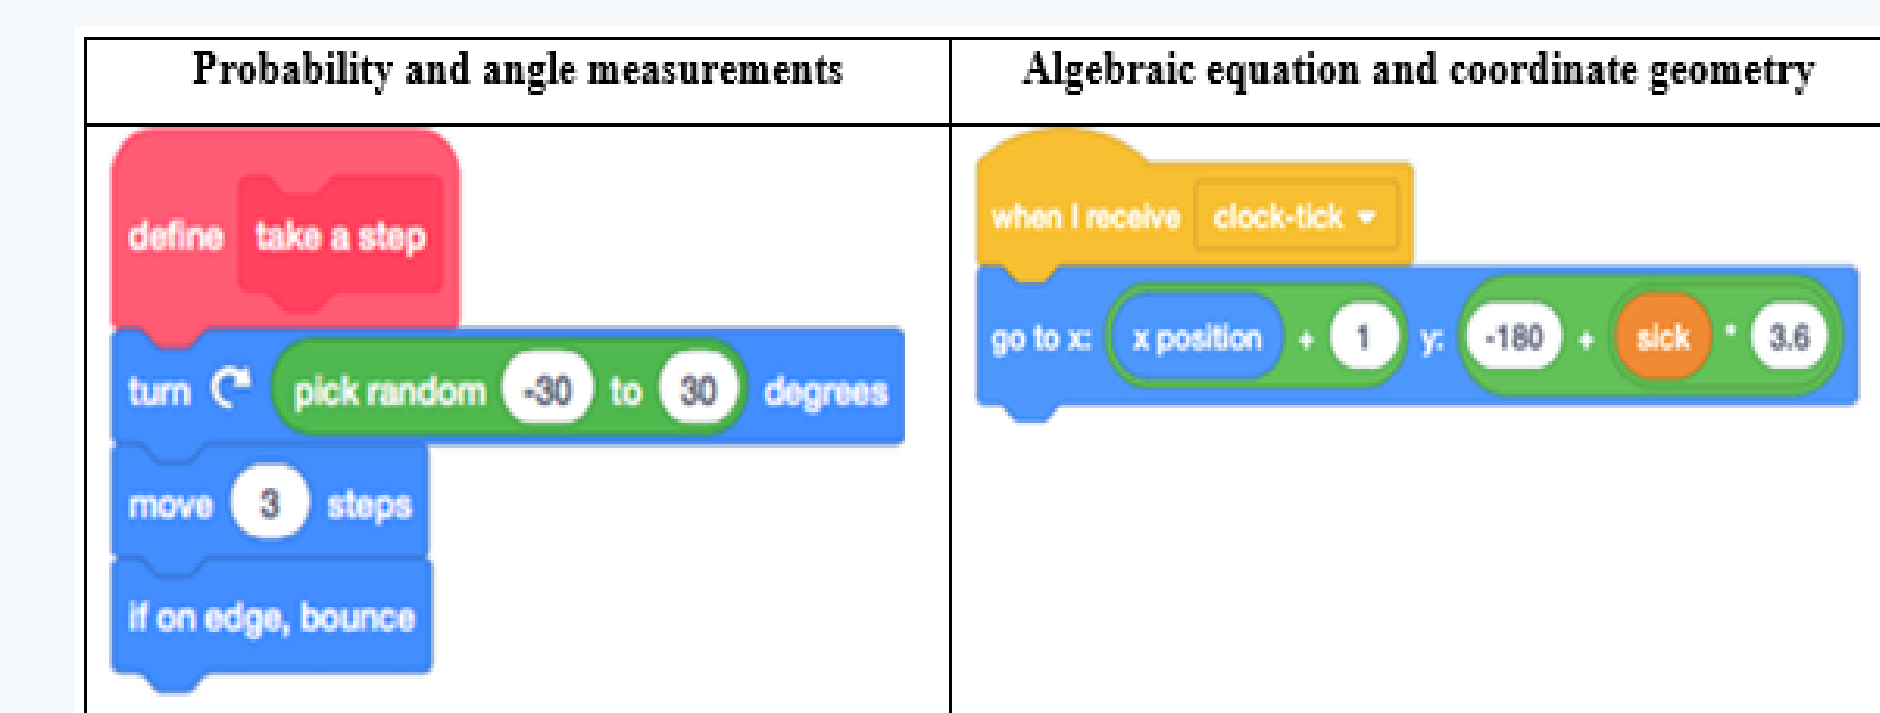 Probability and angle measurements
Algebraic equation and coordinate geometry
define take a step
turn pick random -30 to 30 degrees
move 3 steps
if on edge, bounce
when I receive clock-tick
go to x: x position + 1 y: -180 + sick * 3.6